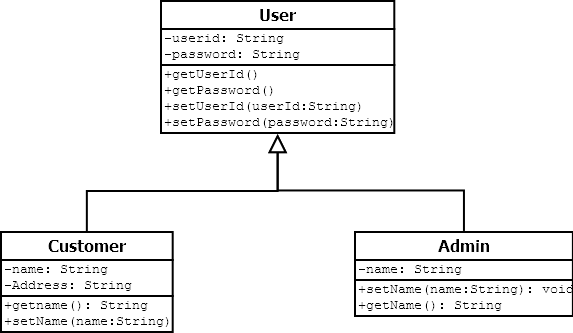 User
-userid: String
-password: String
+getUserId()
+getPassword()
+setUserId(userId:String)
+setPassword(password:String)
Customer
-name: String
-Address: String
+getname(): String
+setName(name:String)
Admin
-name: String
+setName(name:String): void
+getName(): String